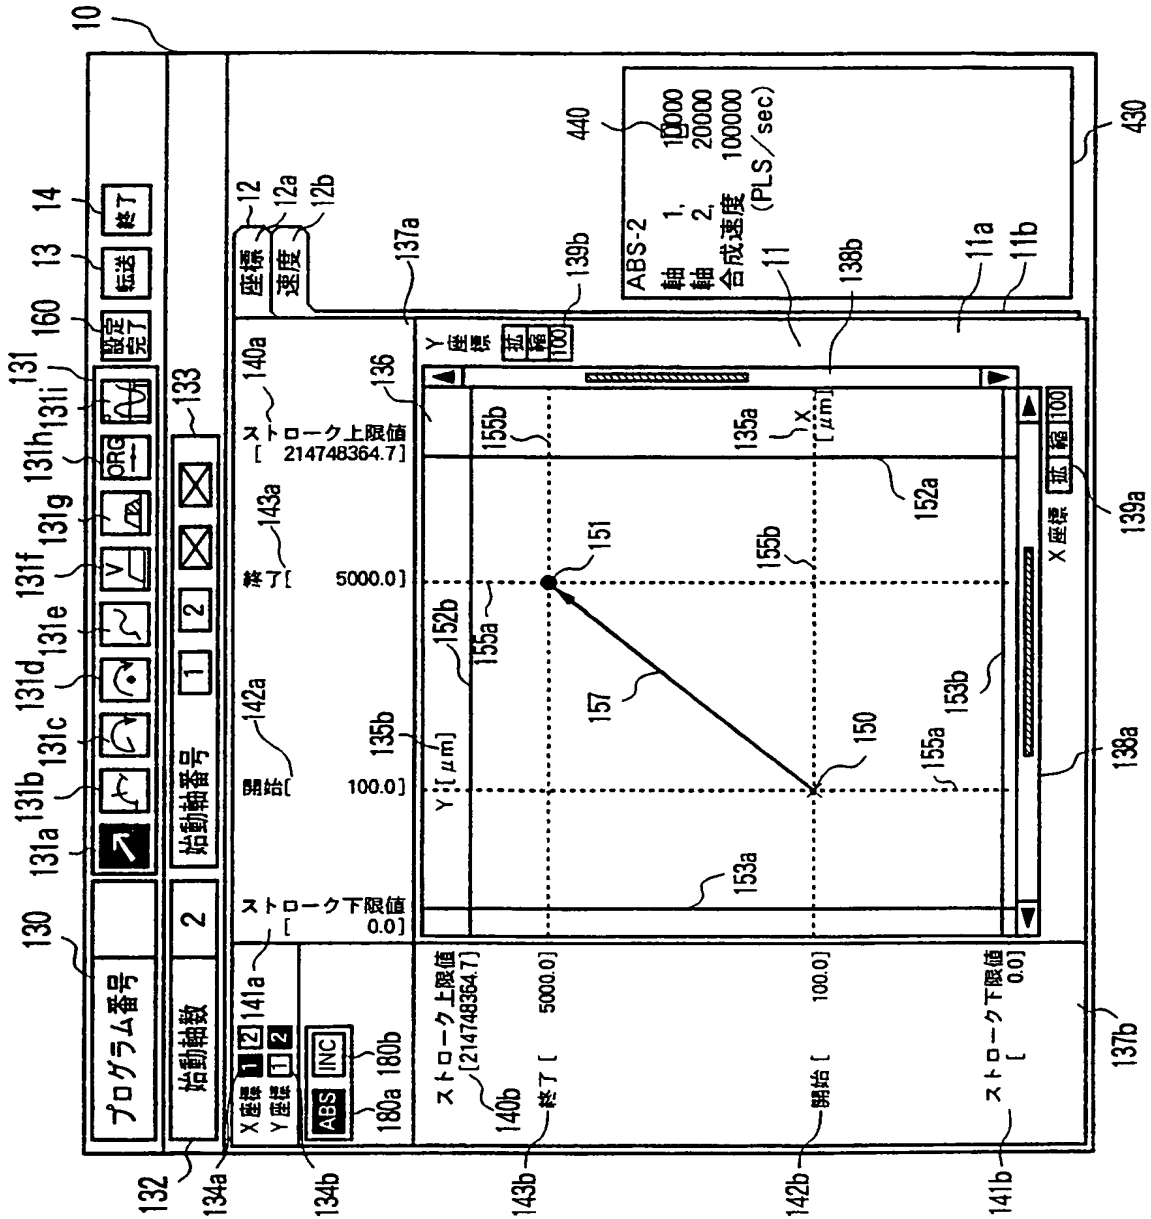 10
プログラム番号
130
131a
131b
131c
131d
131e
131f
V
131g
131h
ORG
131i
131
設定
完了
160
転送
13
終了
14
始動軸数 2
132
始動軸番号 1 2
133
X座標 1 2
Y座標 1 2
134a
134b
141a
ABS INC
180a
180b
ストローク下限値
[ 0.0]
開始[ 100.0]
142a
終了[ 5000.0]
143a
ストローク上限値
[ 214748364.7]
140a
137a
座標
12
12a
速度
12b
ストローク上限値
[214748364.7]
140b
終了[ 5000.0]
143b
開始[ 100.0]
142b
ストローク下限値
[ 0.0]
141b
137b
Y[μm]
135b
152b
155a
155b
136
151
157
150
153a
153b
155a
155b
152a
135a
X
[μm]
Y座標
拡 縮 100
139b
138b
11
11a
11b
X座標 拡 縮 100
139a
138a
ABS-2
軸 1, 10000
軸 2, 20000
合成速度 100000
(PLS/sec)
440
430